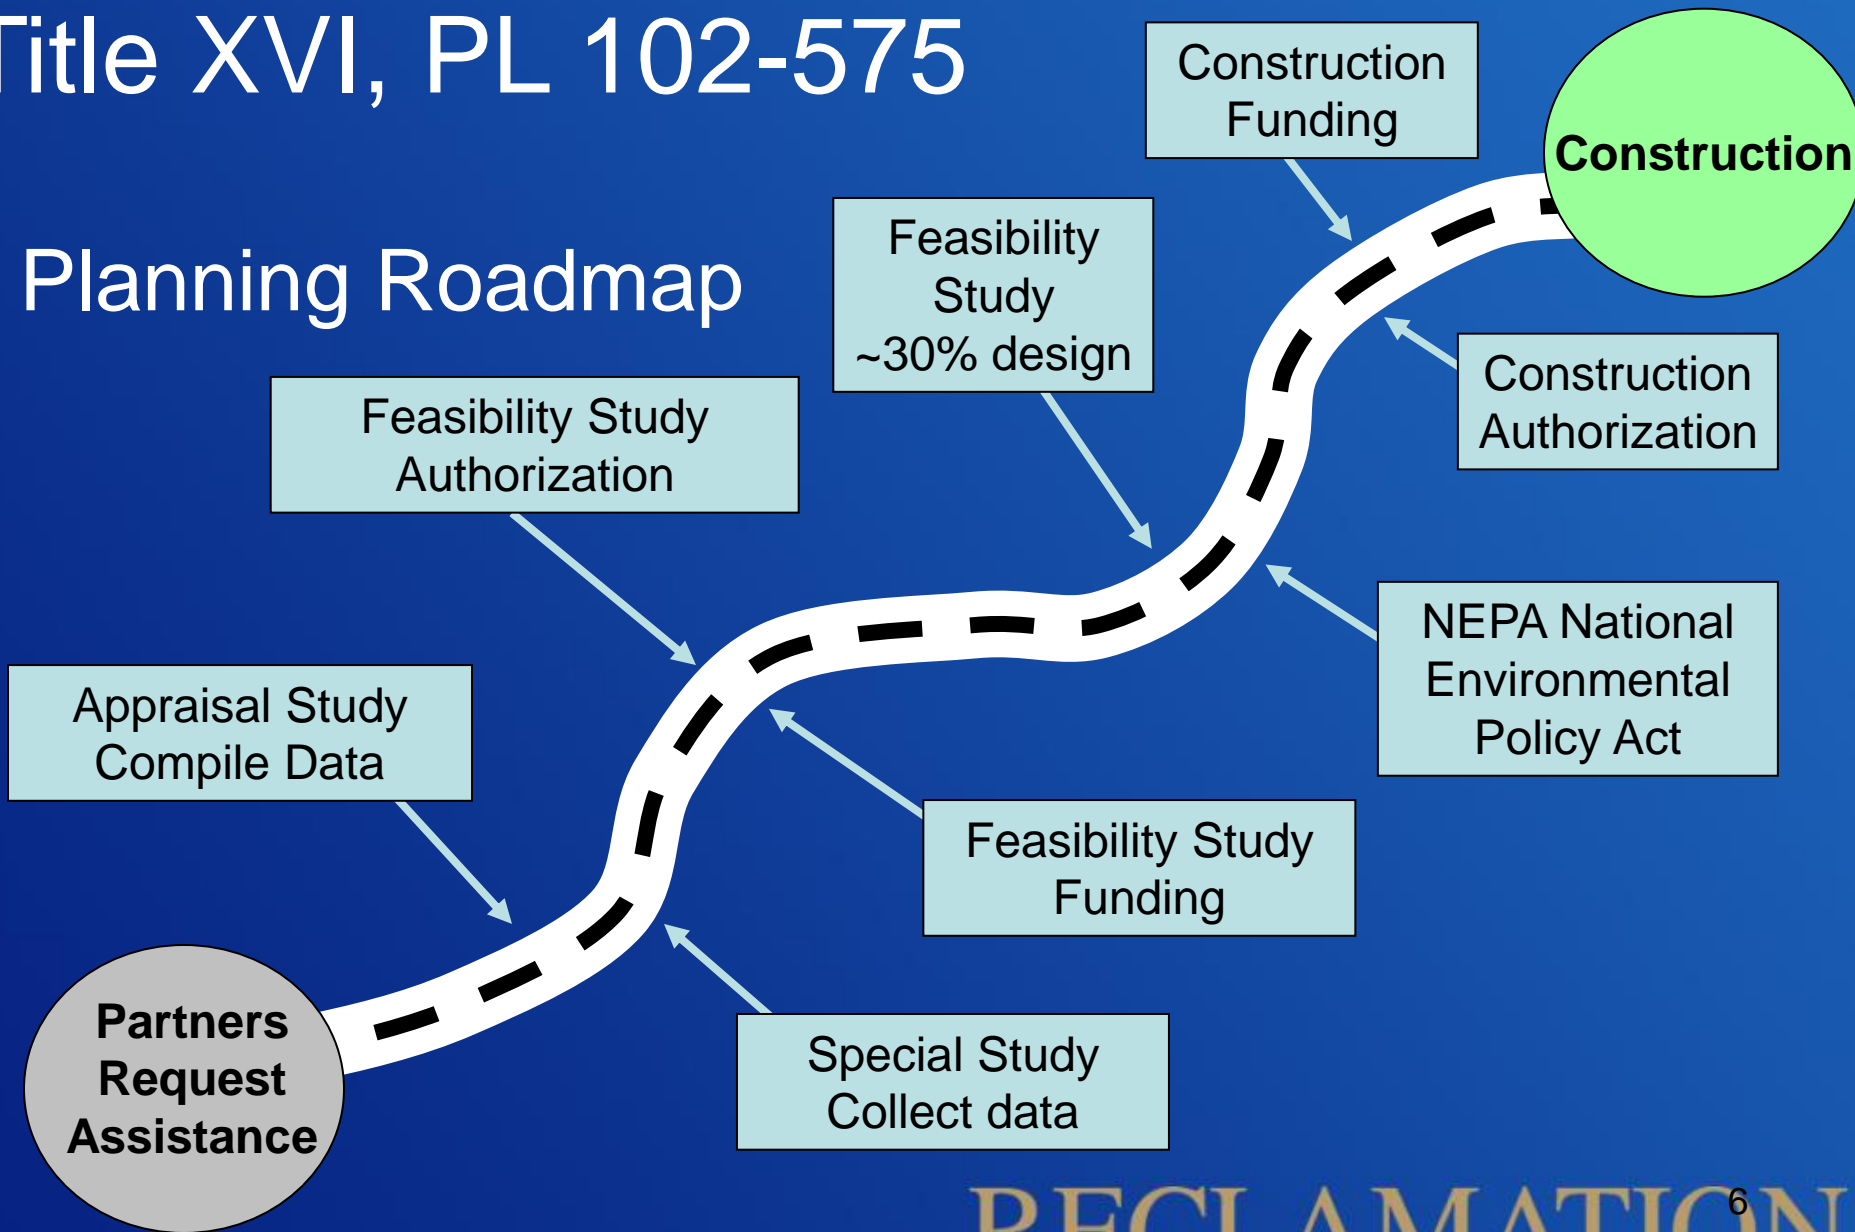 Title XVI, PL 102-575
Planning Roadmap
Construction
Funding
Construction
Feasibility
Study
~30% design
Construction
Authorization
Feasibility Study
Authorization
NEPA National
Environmental
Policy Act
Appraisal Study
Compile Data
Feasibility Study
Funding
Partners
Request
Assistance
Special Study
Collect data
RECLAMATION
6